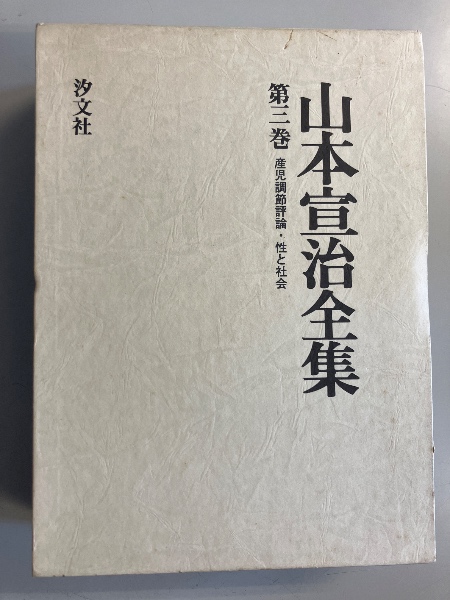 山本宣治全集
第三巻 産児調節評論・性と社会
汐文社